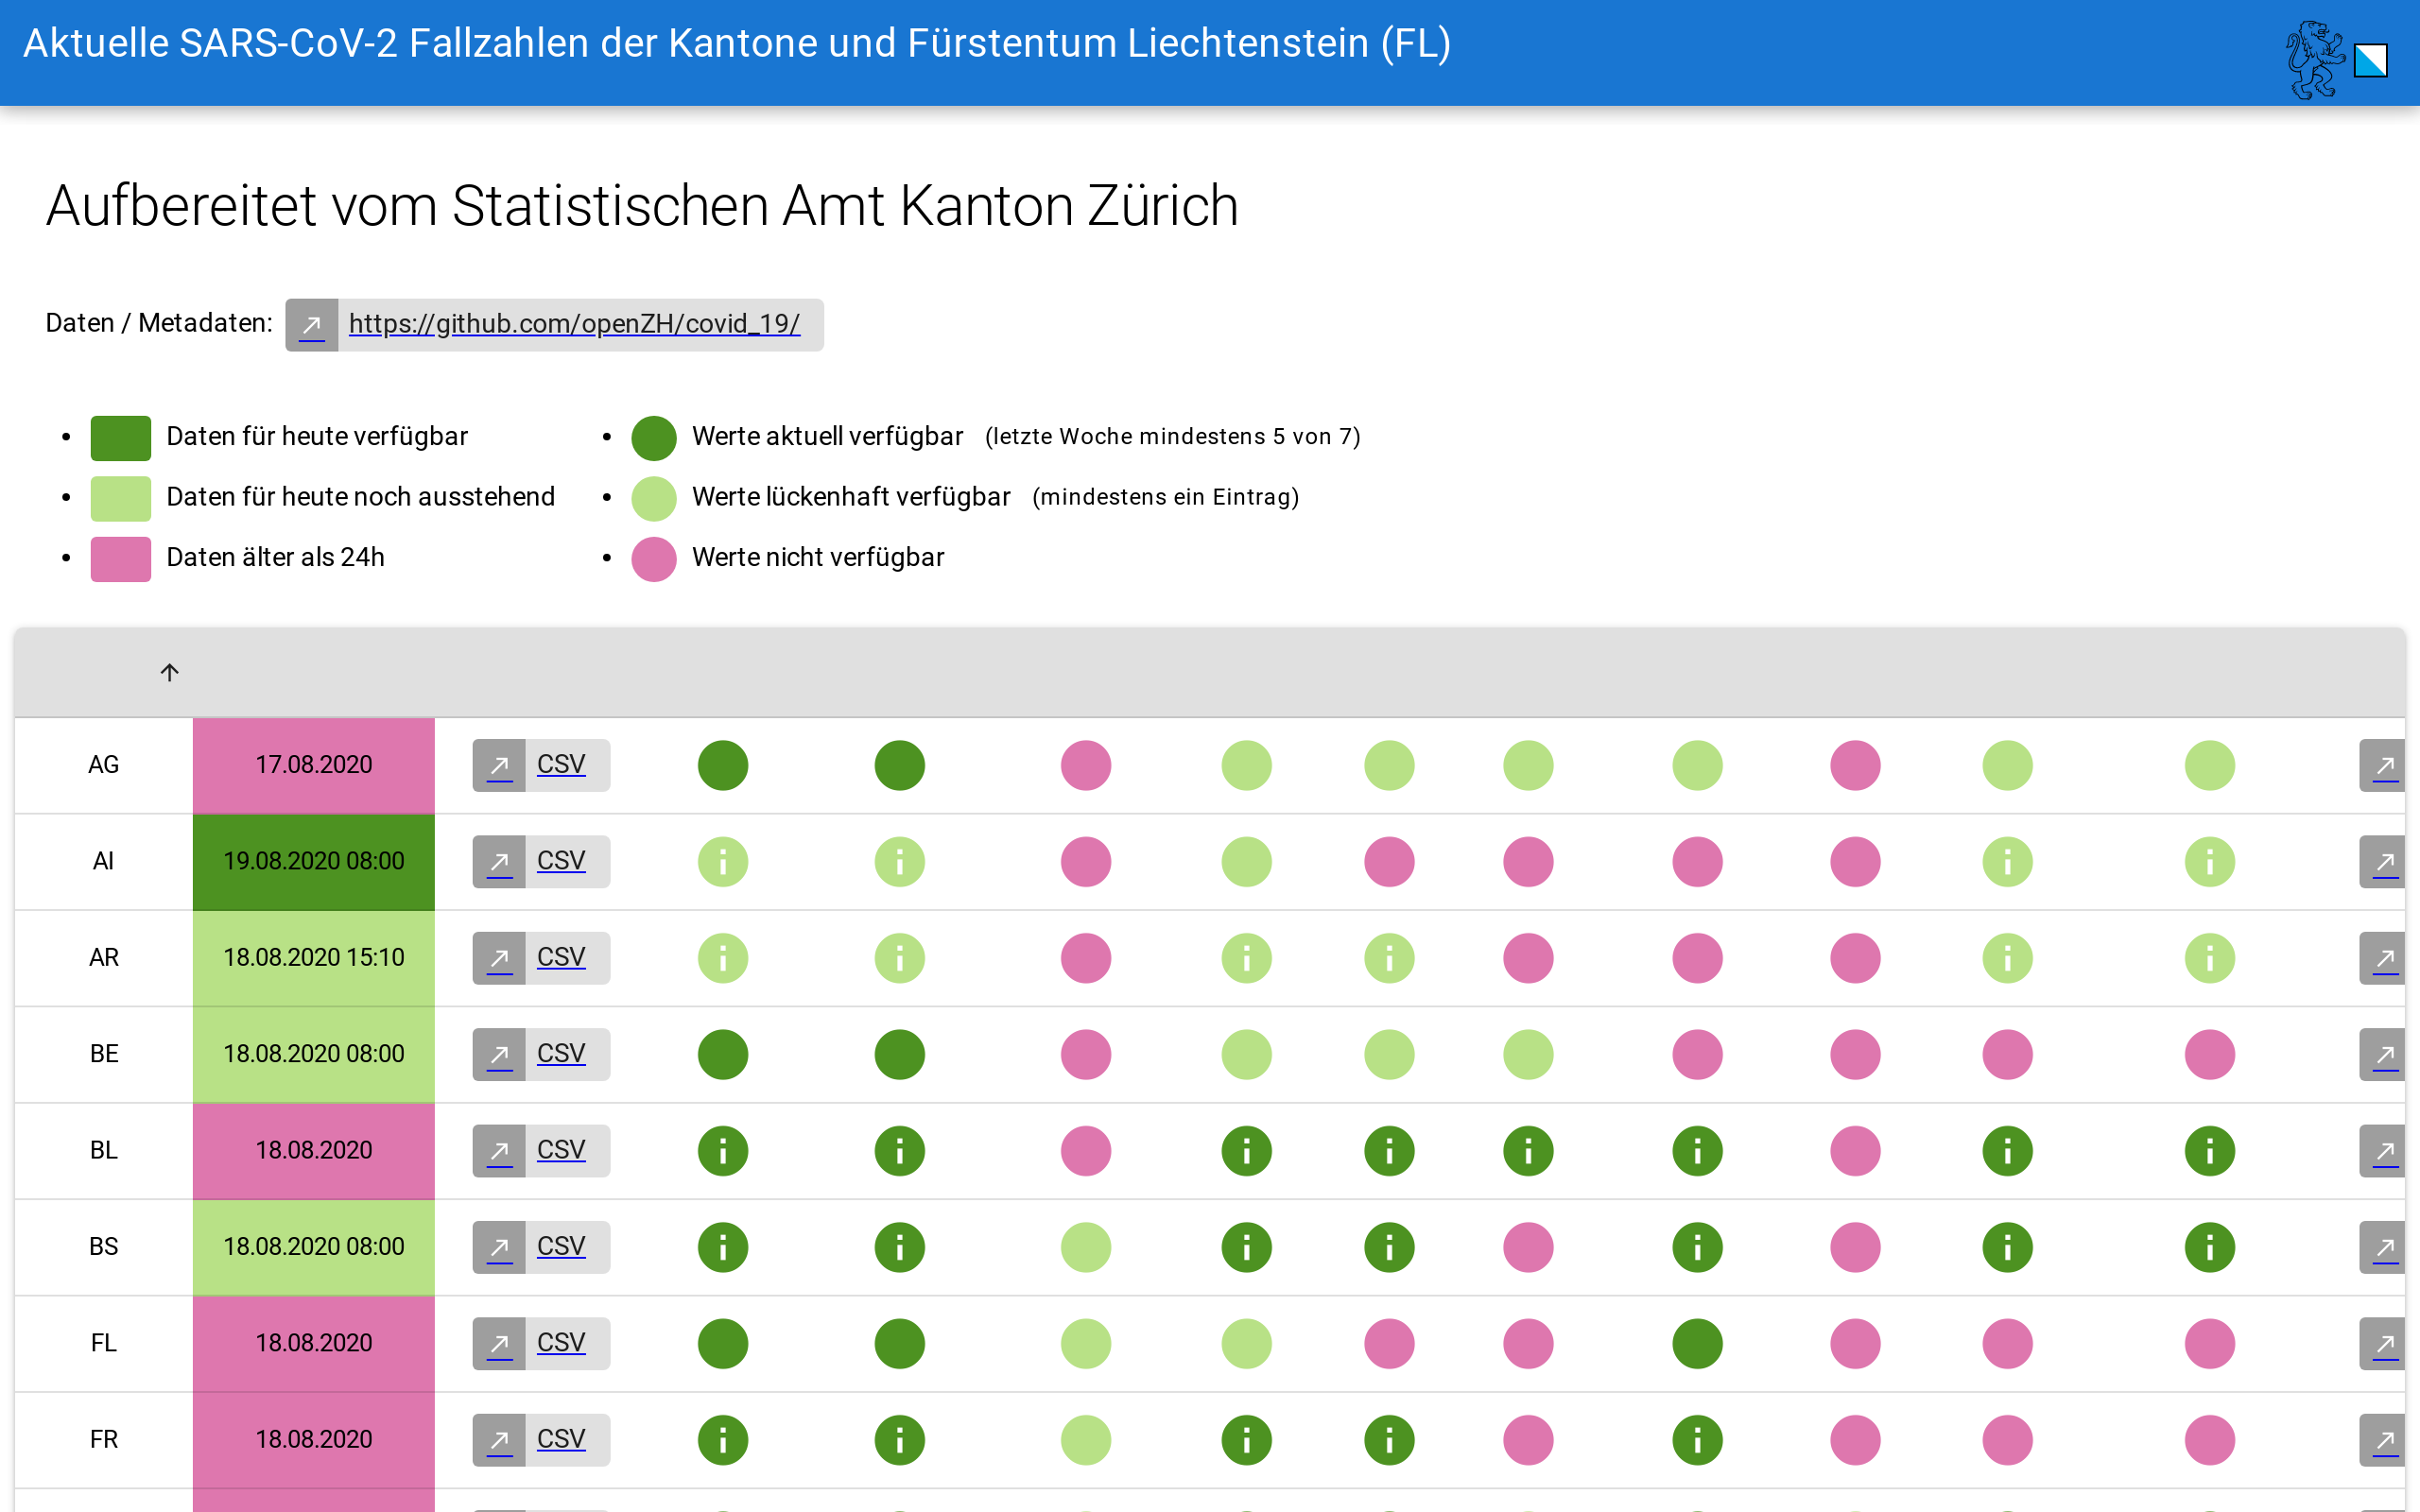 Aktuelle SARS-CoV-2 Fallzahlen der Kantone und Fürstentum Liechtenstein (FL)
Aufbereitet vom Statistischen Amt Kanton Zürich
Daten / Metadaten: https://github.com/openZH/covid_19/
Daten für heute verfügbar
Daten für heute noch ausstehend
Daten älter als 24h
Werte aktuell verfügbar (letzte Woche mindestens 5 von 7)
Werte lückenhaft verfügbar (mindestens ein Eintrag)
Werte nicht verfügbar
AG 17.08.2020 CSV
AI 19.08.2020 08:00 CSV
AR 18.08.2020 15:10 CSV
BE 18.08.2020 08:00 CSV
BL 18.08.2020 CSV
BS 18.08.2020 08:00 CSV
FL 18.08.2020 CSV
FR 18.08.2020 CSV